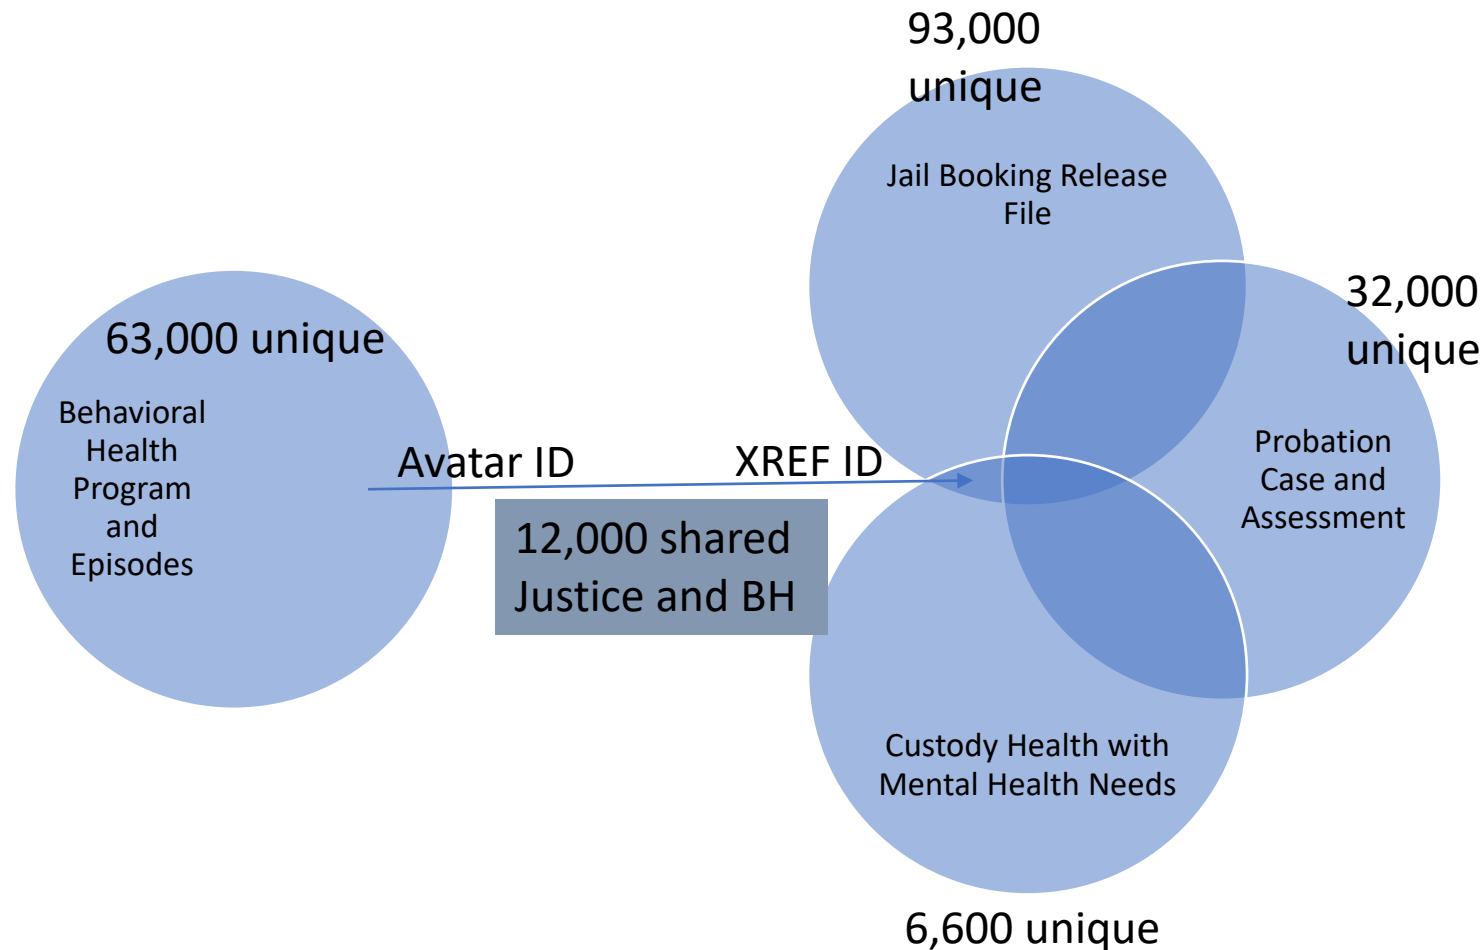 93,000
unique
Jail Booking Release
File
32,000
unique
63,000 unique
Behavioral
Health
Program
and
Episodes
Avatar ID
XREF ID
12,000 shared
Justice and BH
Probation
Case and
Assessment
Custody Health with
Mental Health Needs
6,600 unique